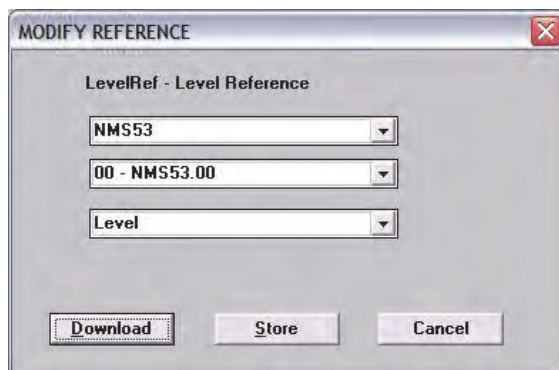 MODIFY REFERENCE
LevelRef - Level Reference
NMS53
00 - NMS53.00
Level
Download Store Cancel